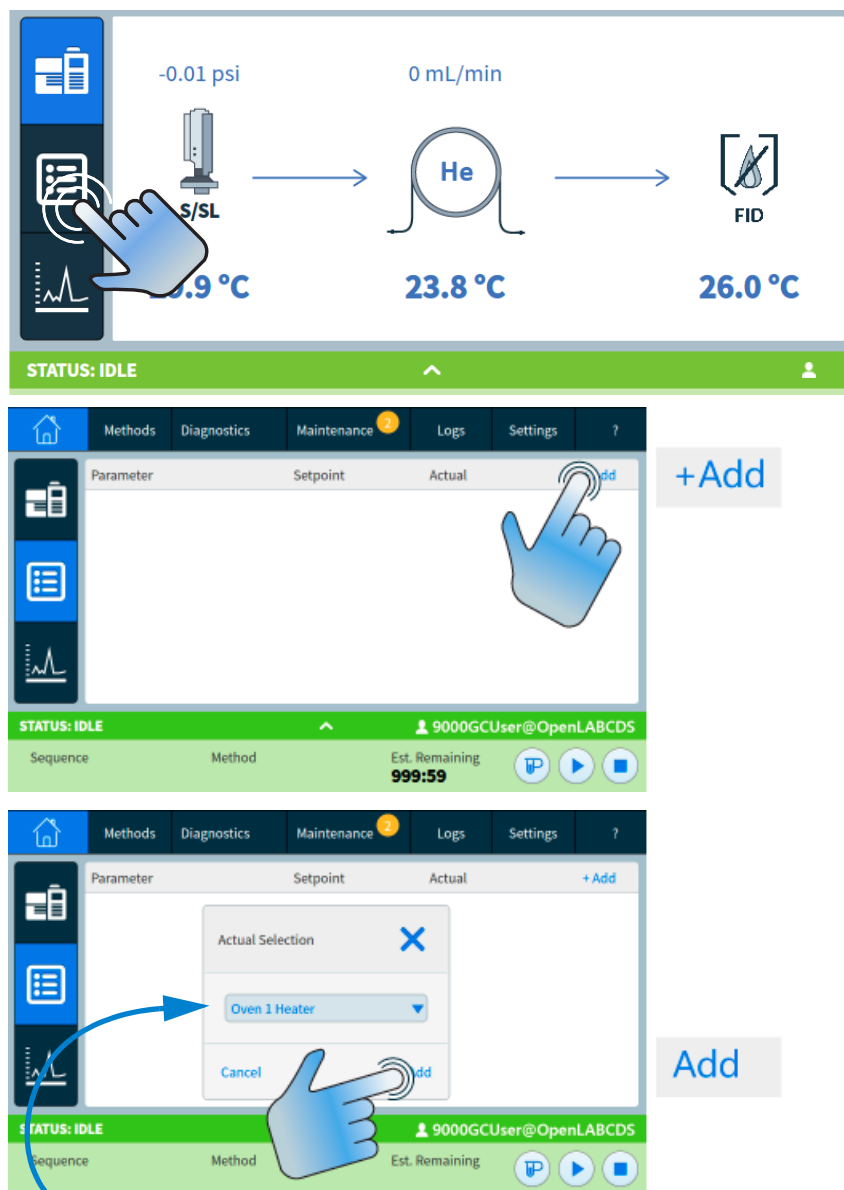 -0.01 psi 0 mL/min
He
S/SL FID
.9 °C 23.8 °C 26.0 °C
STATUS: IDLE
Methods Diagnostics Maintenance 2 Logs Settings ?
Parameter Setpoint Actual dd
+Add
STATUS: IDLE 9000GCUser@OpenLABCDS
Sequence Method Est. Remaining
999:59
Methods Diagnostics Maintenance 2 Logs Settings ?
Parameter Setpoint Actual + Add
Actual Selection
Oven 1 Heater
Cancel dd
Add
STATUS: IDLE 9000GCUser@OpenLABCDS
Sequence Method Est. Remaining